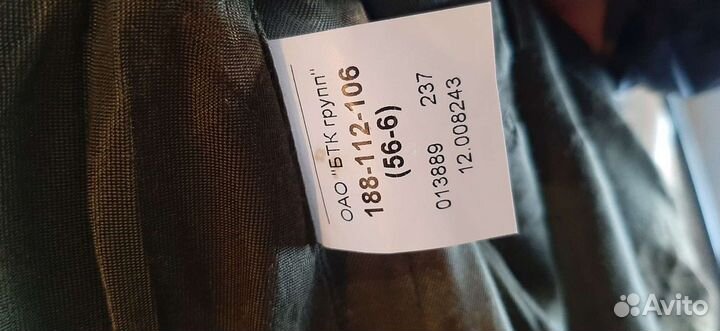 ОАО "БТК групп"
188-112-106
(56-6)
013889 237
12.008243
Avito